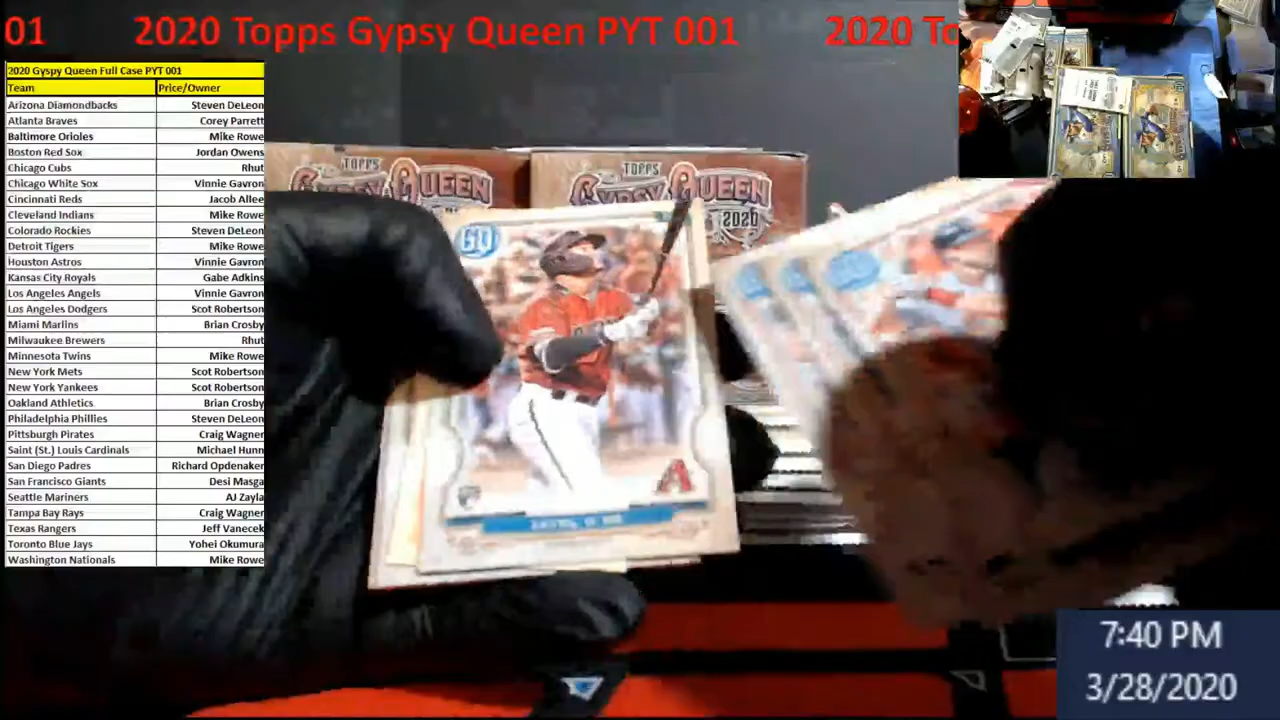 01 2020 Topps Gypsy Queen PYT 001 2020 To
2020 Gyspy Queen Full Case PYT 001
Team Price/Owner
Arizona Diamondbacks Steven DeLeon
Atlanta Braves Corey Parrett
Baltimore Orioles Mike Rowe
Boston Red Sox Jordan Owens
Chicago Cubs Rhut
Chicago White Sox Vinnie Gavron
Cincinnati Reds Jacob Allee
Cleveland Indians Mike Rowe
Colorado Rockies Steven DeLeon
Detroit Tigers Mike Rowe
Houston Astros Vinnie Gavron
Kansas City Royals Gabe Adkins
Los Angeles Angels Vinnie Gavron
Los Angeles Dodgers Scot Robertson
Miami Marlins Brian Crosby
Milwaukee Brewers Rhut
Minnesota Twins Mike Rowe
New York Mets Scot Robertson
New York Yankees Scot Robertson
Oakland Athletics Brian Crosby
Philadelphia Phillies Steven DeLeon
Pittsburgh Pirates Craig Wagner
Saint (St.) Louis Cardinals Michael Hunn
San Diego Padres Richard Opdenaker
San Francisco Giants Desi Masga
Seattle Mariners AJ Zayla
Tampa Bay Rays Craig Wagner
Texas Rangers Jeff Vanecek
Toronto Blue Jays Yohei Okumura
Washington Nationals Mike Rowe
TOPPS
GYPSY QUEEN
TOPPS
GYPSY QUEEN
2020
GQ
A
7:40 PM
3/28/2020